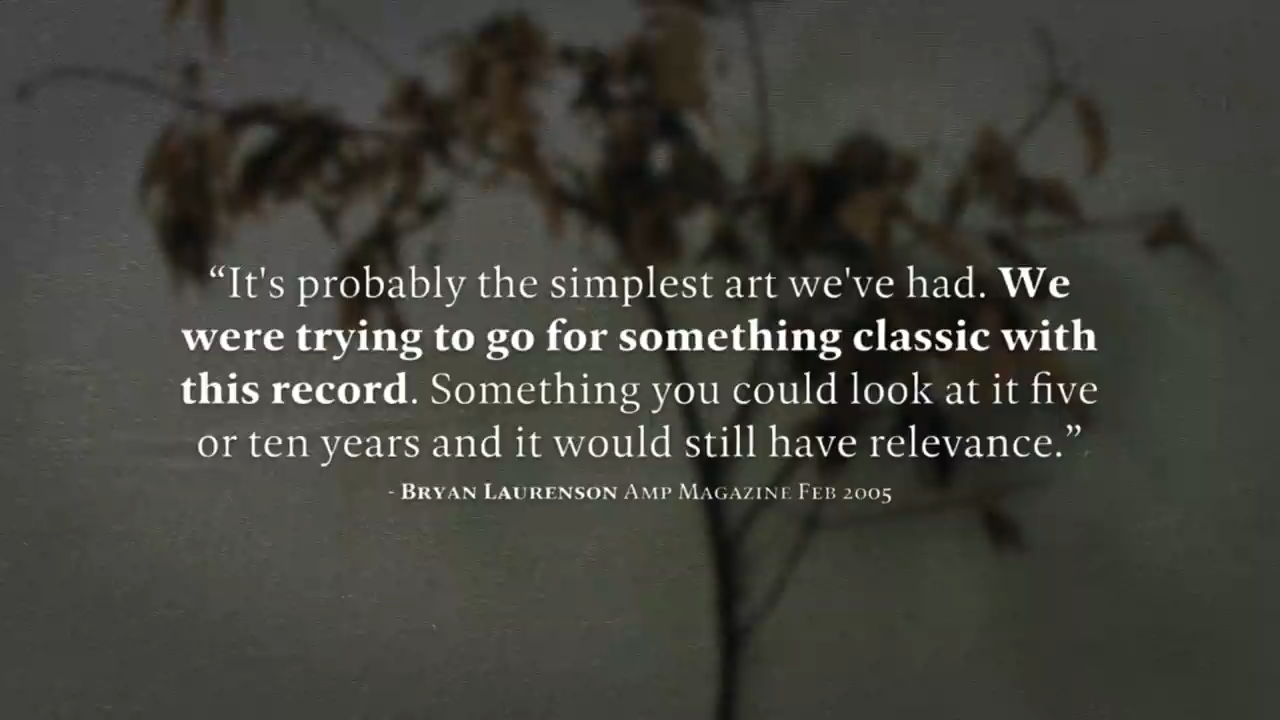 “It's probably the simplest art we've had. We
were trying to go for something classic with
this record. Something you could look at it five
or ten years and it would still have relevance.”
- Bryan Laurenson Amp Magazine Feb 2005